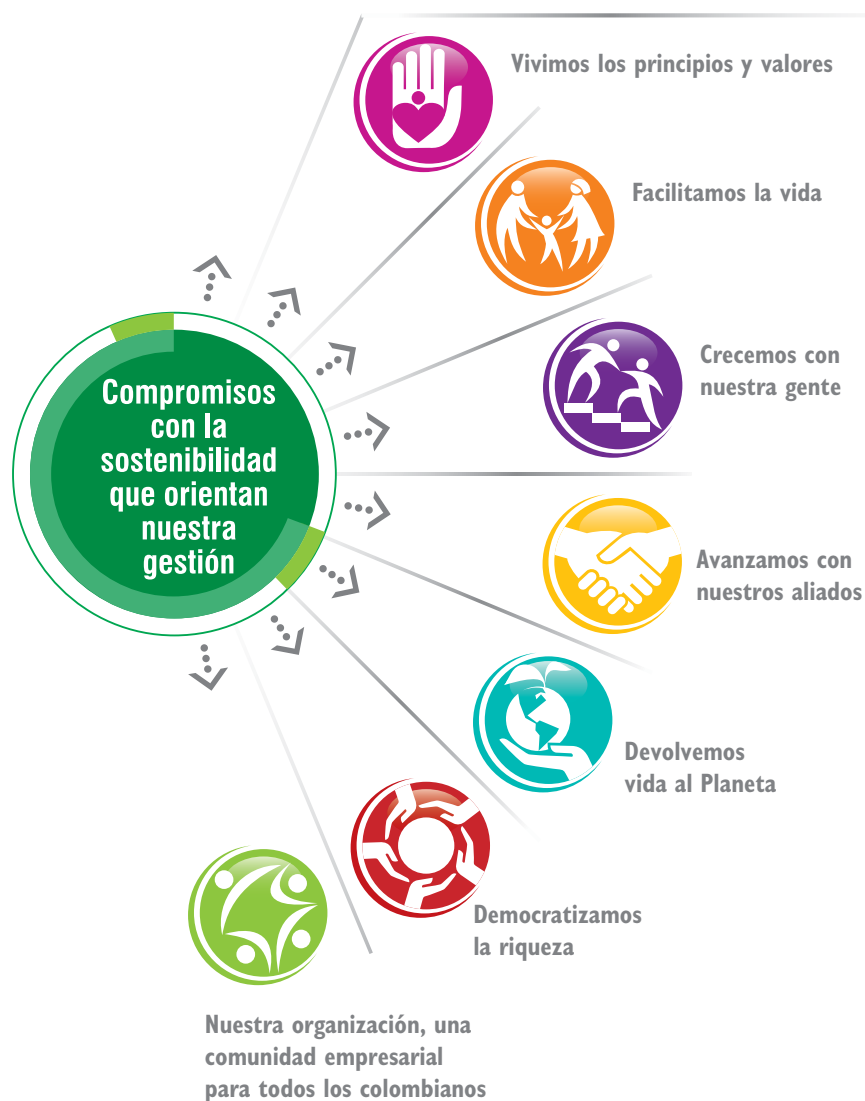 Vivimos los principios y valores
Facilitamos la vida
Crecemos con
nuestra gente
Compromisos
con la
sostenibilidad
que orientan
nuestra
gestión
Avanzamos con
nuestros aliados
Devolvemos
vida al Planeta
Democratizamos
la riqueza
Nuestra organización, una
comunidad empresarial
para todos los colombianos